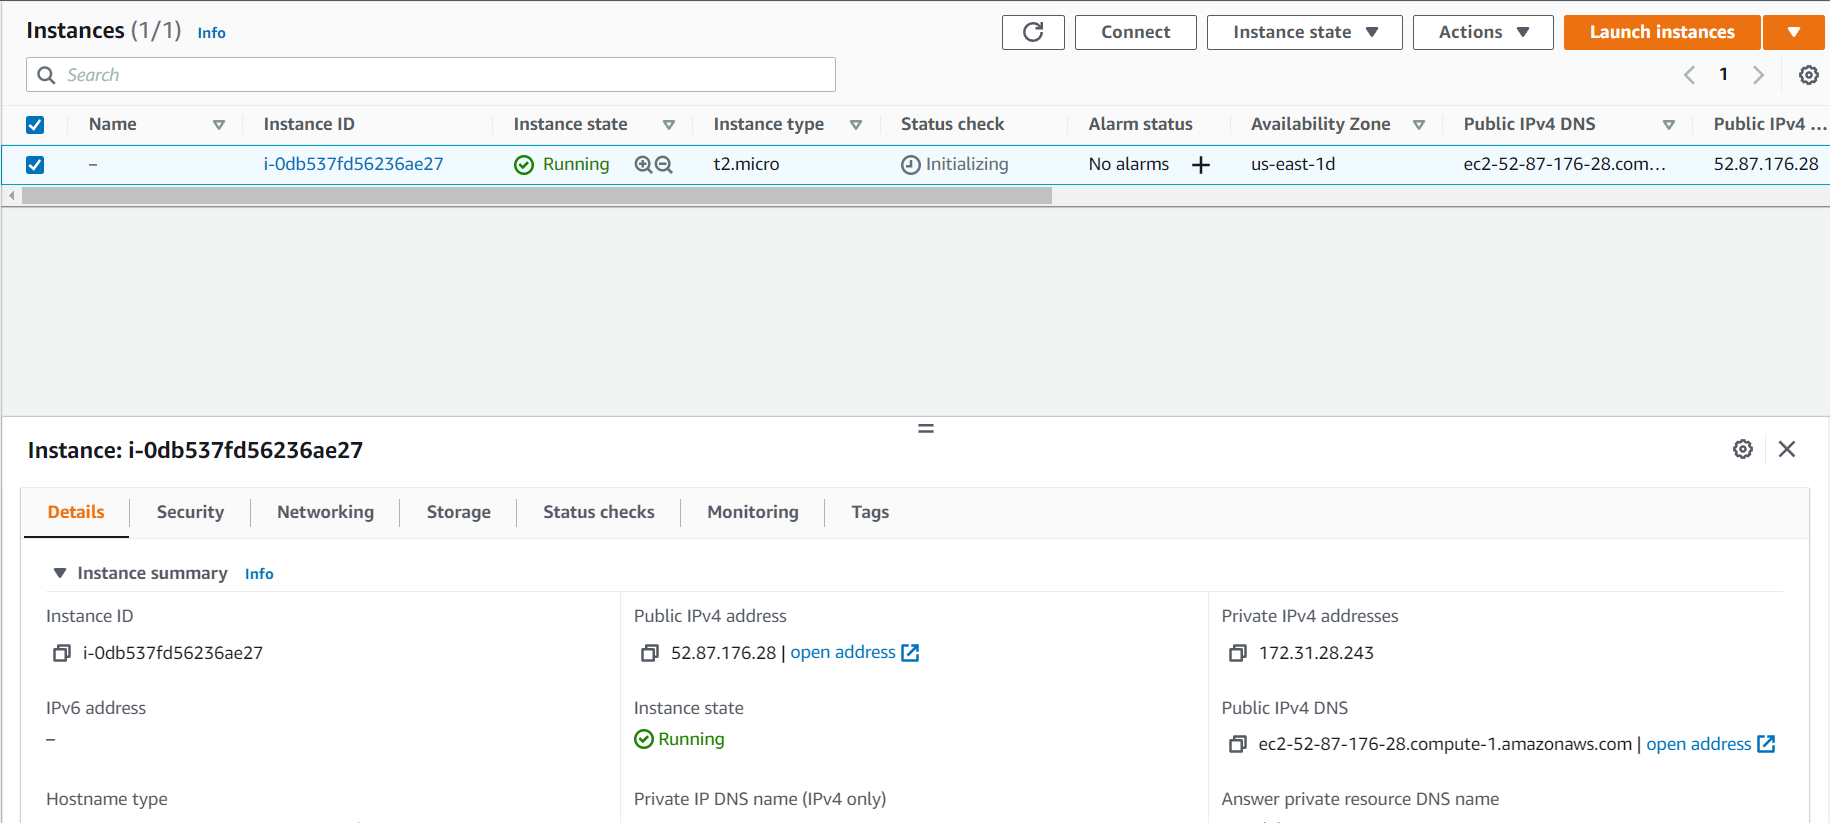 Instances (1/1) Info
Connect Instance state Actions Launch instances
Search
1
Name Instance ID Instance state Instance type Status check Alarm status Availability Zone Public IPv4 DNS Public IPv4 ...
– i-0db537fd56236ae27 Running t2.micro Initializing No alarms + us-east-1d ec2-52-87-176-28.com... 52.87.176.28
Instance: i-0db537fd56236ae27
Details Security Networking Storage Status checks Monitoring Tags
Instance summary Info
Instance ID Public IPv4 address Private IPv4 addresses
i-0db537fd56236ae27 52.87.176.28 | open address 172.31.28.243
IPv6 address Instance state Public IPv4 DNS
– Running ec2-52-87-176-28.compute-1.amazonaws.com | open address
Hostname type Private IP DNS name (IPv4 only) Answer private resource DNS name